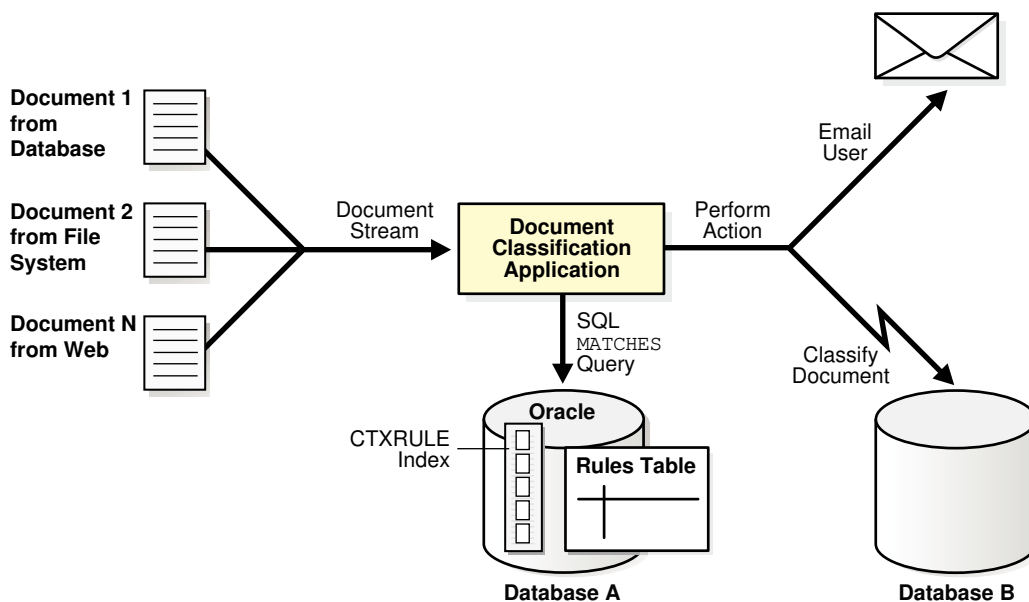 Document 1
from
Database
Document 2
from File
System
Document N
from Web
Document
Stream
Document
Classification
Application
Perform
Action
Email
User
Classify
Document
SQL
MATCHES
Query
Oracle
CTXRULE
Index
Rules Table
Database A
Database B